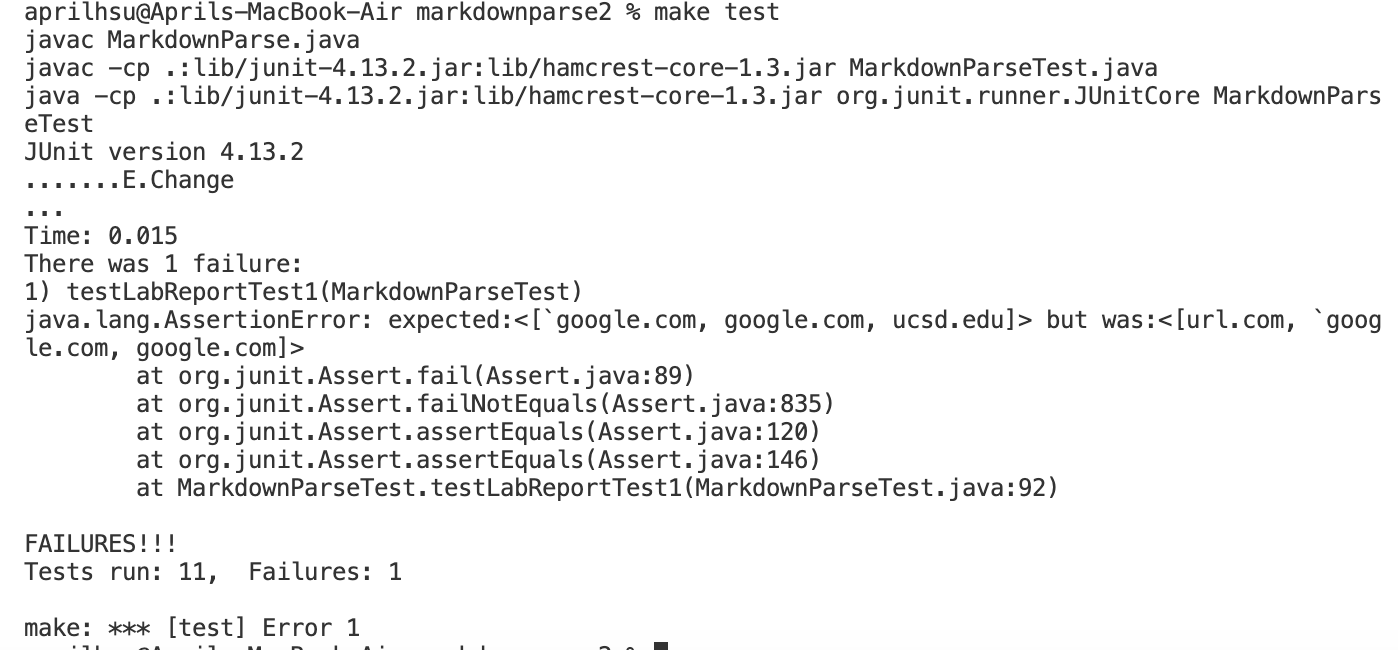 aprilhsu@Aprils-MacBook-Air markdownparse2 % make test
javac MarkdownParse.java
javac -cp .:lib/junit-4.13.2.jar:lib/hamcrest-core-1.3.jar MarkdownParseTest.java
java -cp .:lib/junit-4.13.2.jar:lib/hamcrest-core-1.3.jar org.junit.runner.JUnitCore MarkdownPars
eTest
JUnit version 4.13.2
.......E.Change
...
Time: 0.015
There was 1 failure:
1) testLabReportTest1(MarkdownParseTest)
java.lang.AssertionError: expected:<[`google.com, google.com, ucsd.edu]> but was:<[url.com, `goog
le.com, google.com]>
        at org.junit.Assert.fail(Assert.java:89)
        at org.junit.Assert.failNotEquals(Assert.java:835)
        at org.junit.Assert.assertEquals(Assert.java:120)
        at org.junit.Assert.assertEquals(Assert.java:146)
        at MarkdownParseTest.testLabReportTest1(MarkdownParseTest.java:92)
FAILURES!!!
Tests run: 11,  Failures: 1
make: *** [test] Error 1